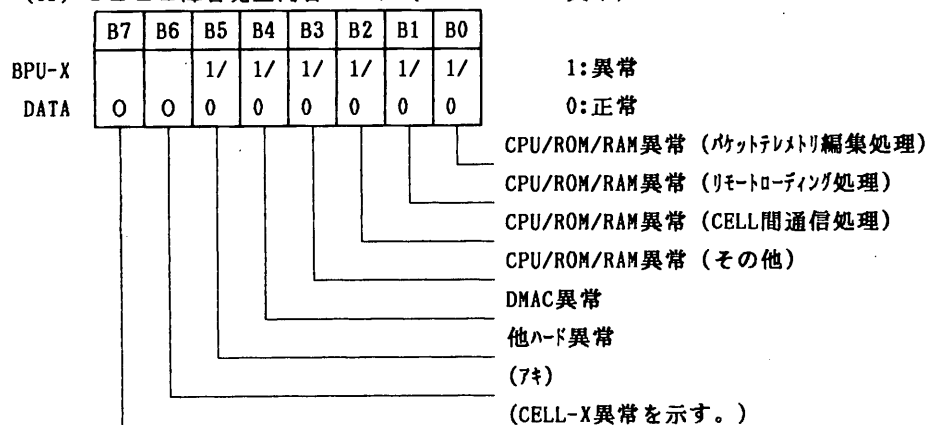 B7 B6 B5 B4 B3 B2 B1 B0
BPU-X 1/ 1/ 1/ 1/ 1/ 1/ 1:異常
DATA 0 0 0 0 0 0 0 0 0:正常
CPU/ROM/RAM異常 (パケットテレメトリ編集処理)
CPU/ROM/RAM異常 (リモートローディング処理)
CPU/ROM/RAM異常 (CELL間通信処理)
CPU/ROM/RAM異常 (その他)
DMAC異常
他ハード異常
(アキ)
(CELL-X異常を示す。)